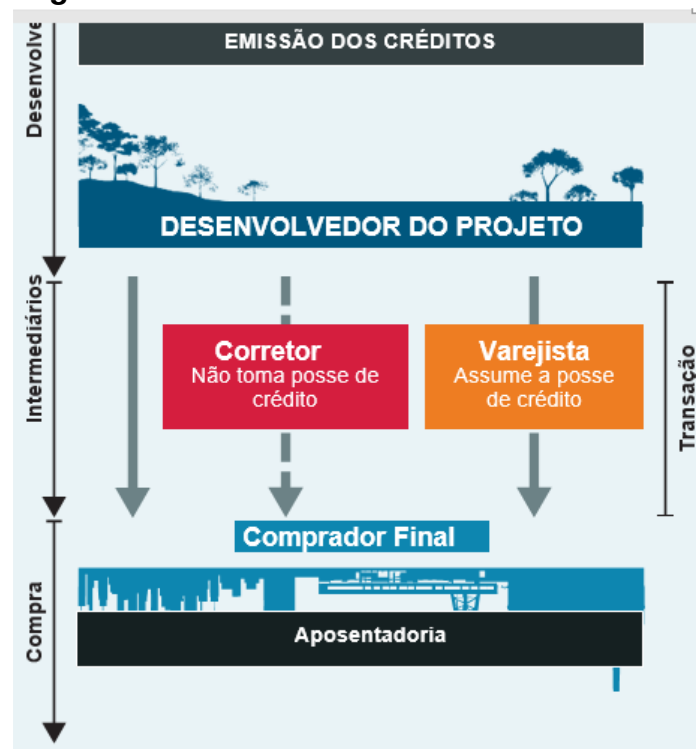 EMISSÃO DOS CRÉDITOS
Desenvolve
DESENVOLVEDOR DO PROJETO
Intermediários
Corretor
Não toma posse de
crédito
Varejista
Assume a posse
de crédito
Transação
Comprador Final
Compra
Aposentadoria